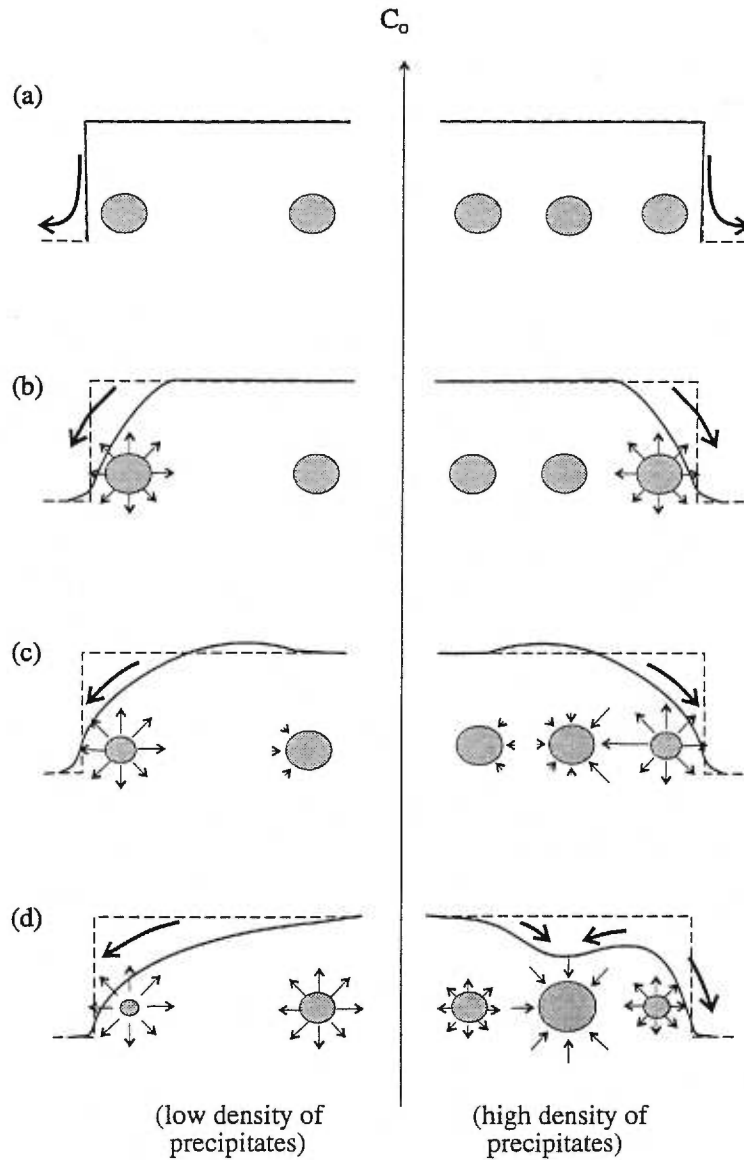 C₀
(a)
(b)
(c)
(d)
(low density of
precipitates)
(high density of
precipitates)